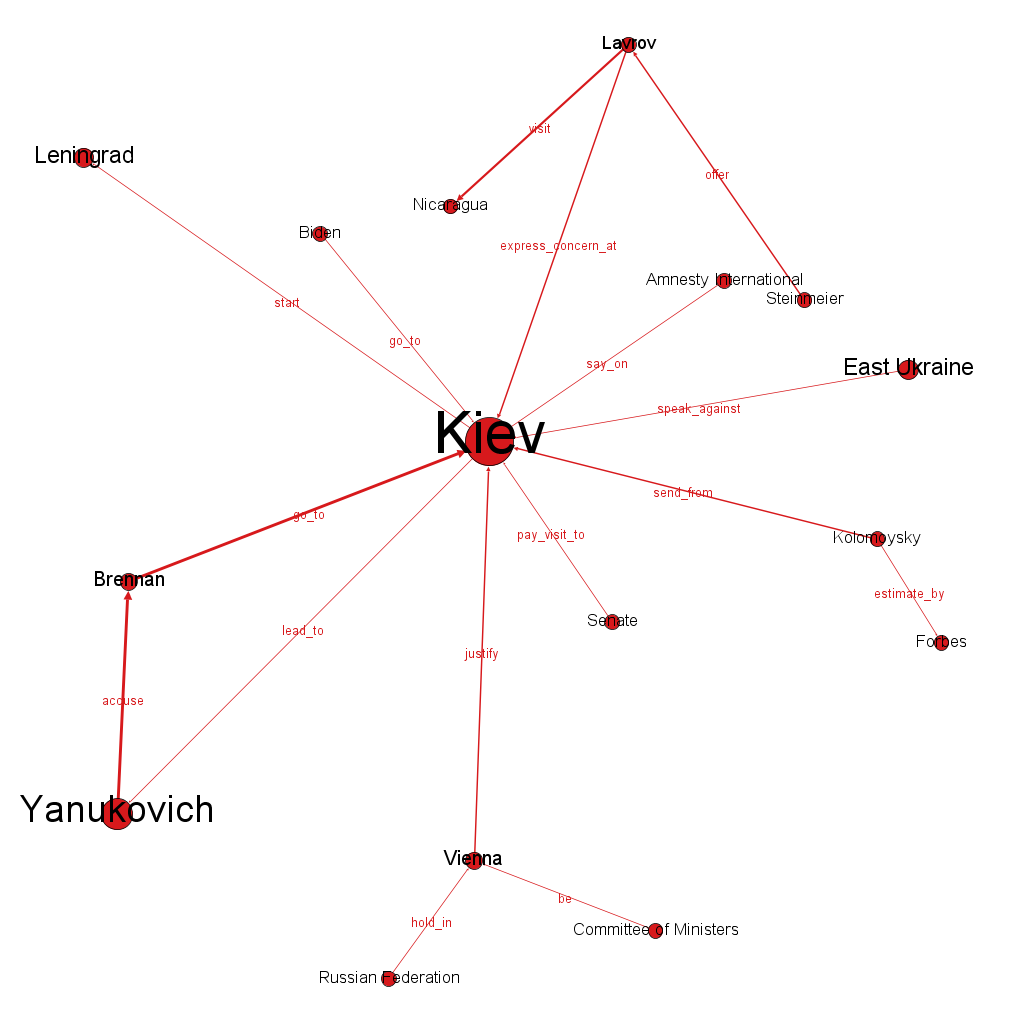 Lavrov
visit
Leningrad
offer
Nicaragua
Biden
express_concern_at
Amnesty International
Steinmeier
start
go_to
say_on
East Ukraine
speak_against
Kiev
send_from
go_to
pay_visit_to
Kolomoysky
Brennan
estimate_by
Senate
lead_to
Forbes
justify
accuse
Yanukovich
Vienna
be
hold_in
Committee of Ministers
Russian Federation